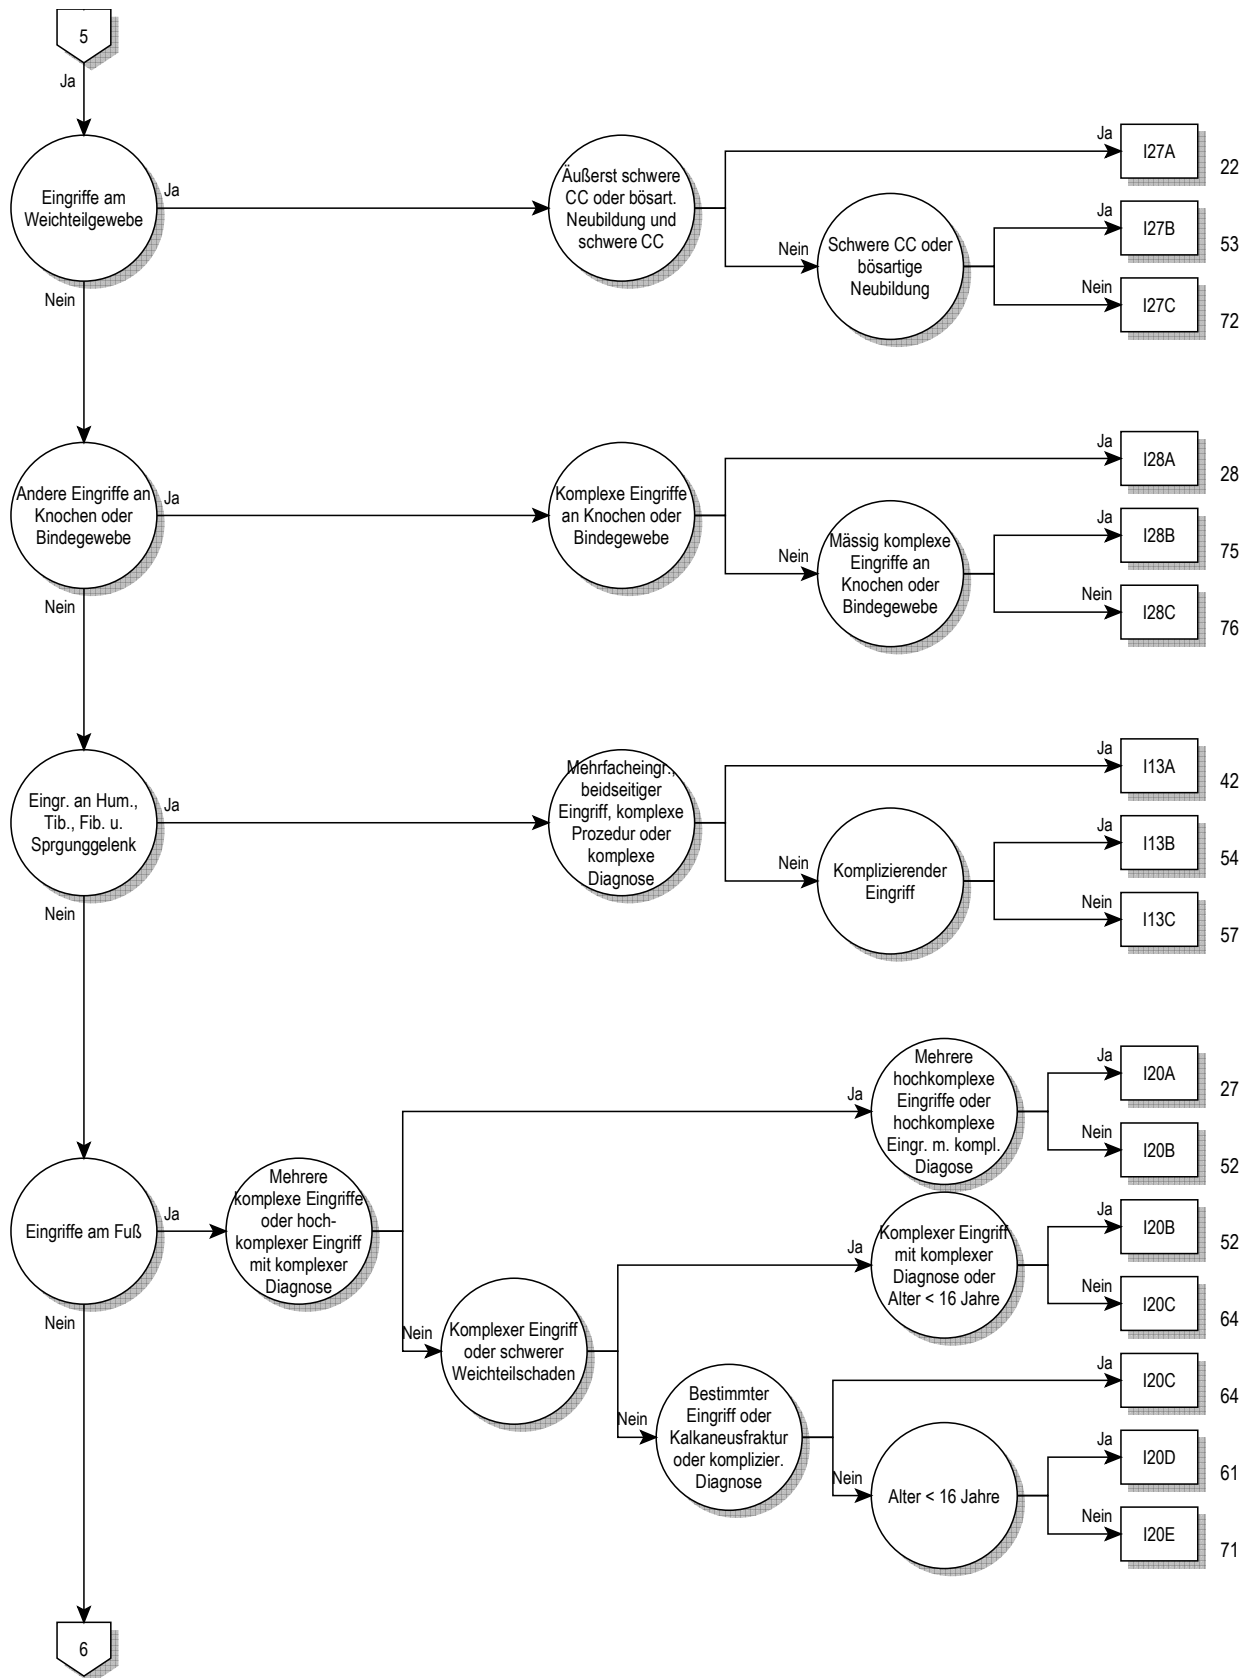 5
Ja
Eingriffe am
Weichteilgewebe
Ja
Nein
Äußerst schwere
CC oder bösart.
Neubildung und
schwere CC
Ja
I27A
22
Nein
Schwere CC oder
bösartige
Neubildung
Ja
I27B
53
Nein
I27C
72
Andere Eingriffe an
Knochen oder
Bindegewebe
Ja
Nein
Komplexe Eingriffe
an Knochen oder
Bindegewebe
Ja
I28A
28
Nein
Mässig komplexe
Eingriffe an
Knochen oder
Bindegewebe
Ja
I28B
75
Nein
I28C
76
Eingr. an Hum.,
Tib., Fib. u.
Sprgunggelenk
Ja
Nein
Mehrfacheingr.,
beidseitiger
Eingriff, komplexe
Prozedur oder
komplexe
Diagnose
Ja
I13A
42
Nein
Komplizierender
Eingriff
Ja
I13B
54
Nein
I13C
57
Eingriffe am Fuß
Ja
Nein
Mehrere
komplexe Eingriffe
oder hoch-
komplexer Eingriff
mit komplexer
Diagnose
Ja
Mehrere
hochkomplexe
Eingriffe oder
hochkomplexe
Eingr. m. kompl.
Diagose
Ja
I20A
27
Nein
I20B
52
Nein
Komplexer Eingriff
oder schwerer
Weichteilschaden
Ja
Komplexer Eingriff
mit komplexer
Diagnose oder
Alter < 16 Jahre
Ja
I20B
52
Nein
I20C
64
Nein
Bestimmter
Eingriff oder
Kalkaneusfraktur
oder komplizier.
Diagnose
Ja
I20C
64
Nein
Alter < 16 Jahre
Ja
I20D
61
Nein
I20E
71
6